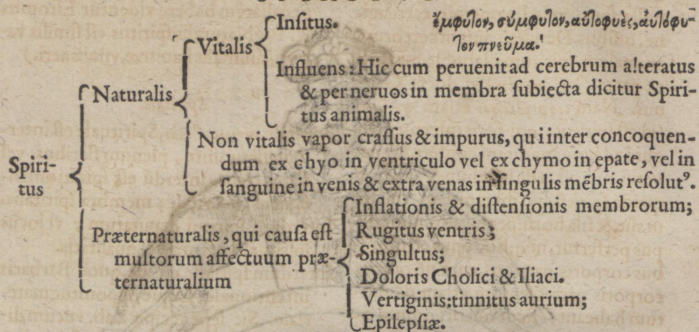 Insitus. ἔμφυτον, σύμφυτον, αὐτοφυὲς, αὐτόφυ-
τον πνεῦμα.
Vitalis
Influens: Hic cum peruenit ad cerebrum alteratus
& per neruos in membra subiecta dicitur Spiri-
tus animalis.
Naturalis
Non vitalis vapor crassus & impurus, qui inter concoquen-
dum ex chyo in ventriculo vel ex chymo in epate, vel in
sanguine in venis & extra venas in singulis mēbris resolutꝰ.
Spiri-
tus
Præternaturalis, qui causa est
multorum affectuum præ-
ternaturalium
Inflationis & distensionis membrorum;
Rugitus ventris;
Singultus;
Doloris Cholici & Iliaci.
Vertiginis: tinnitus aurium;
Epilepsiæ.